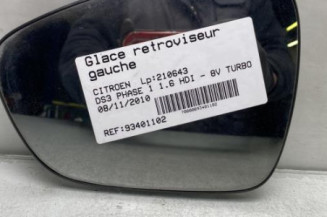 Glace retroviseur
gauche
CITROEN Lp:210643
DS3 PHASE 1 1.6 HDI - 8V TURBO
08/11/2010
REF:93401102